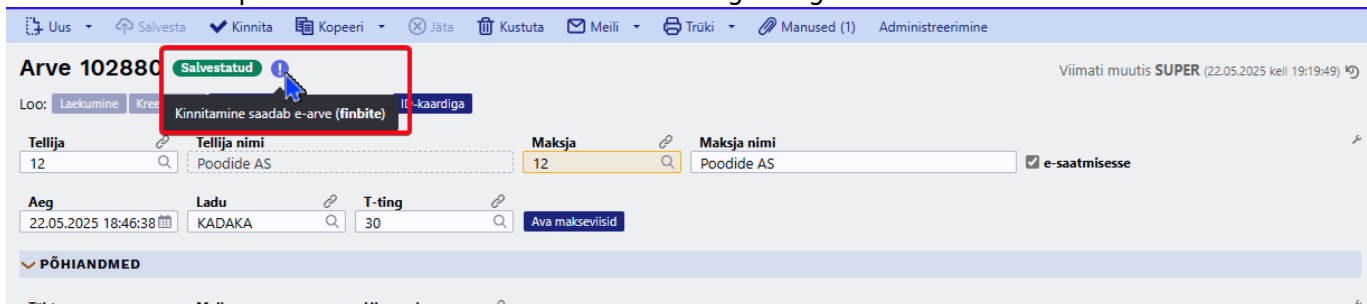 Uus Salvesta Kinnita Kopeeri Jäta Kustuta Meili Trüki Manused (1) Administreerimine
Arve 102880 Salvestatud ! Viimati muutis SUPER (22.05.2025 kell 19:19:49)
Loo: Laekumine ID-kaardiga
Kinnitamine saadab e-arve (finbite)
Tellija Tellija nimi Maksja Maksja nimi
12 Poodide AS 12 Poodide AS e-saatmisesse
Aeg Ladu T-ting
22.05.2025 18:46:38 KADAKA 30 Ava makseviisid
PÕHIANDMED